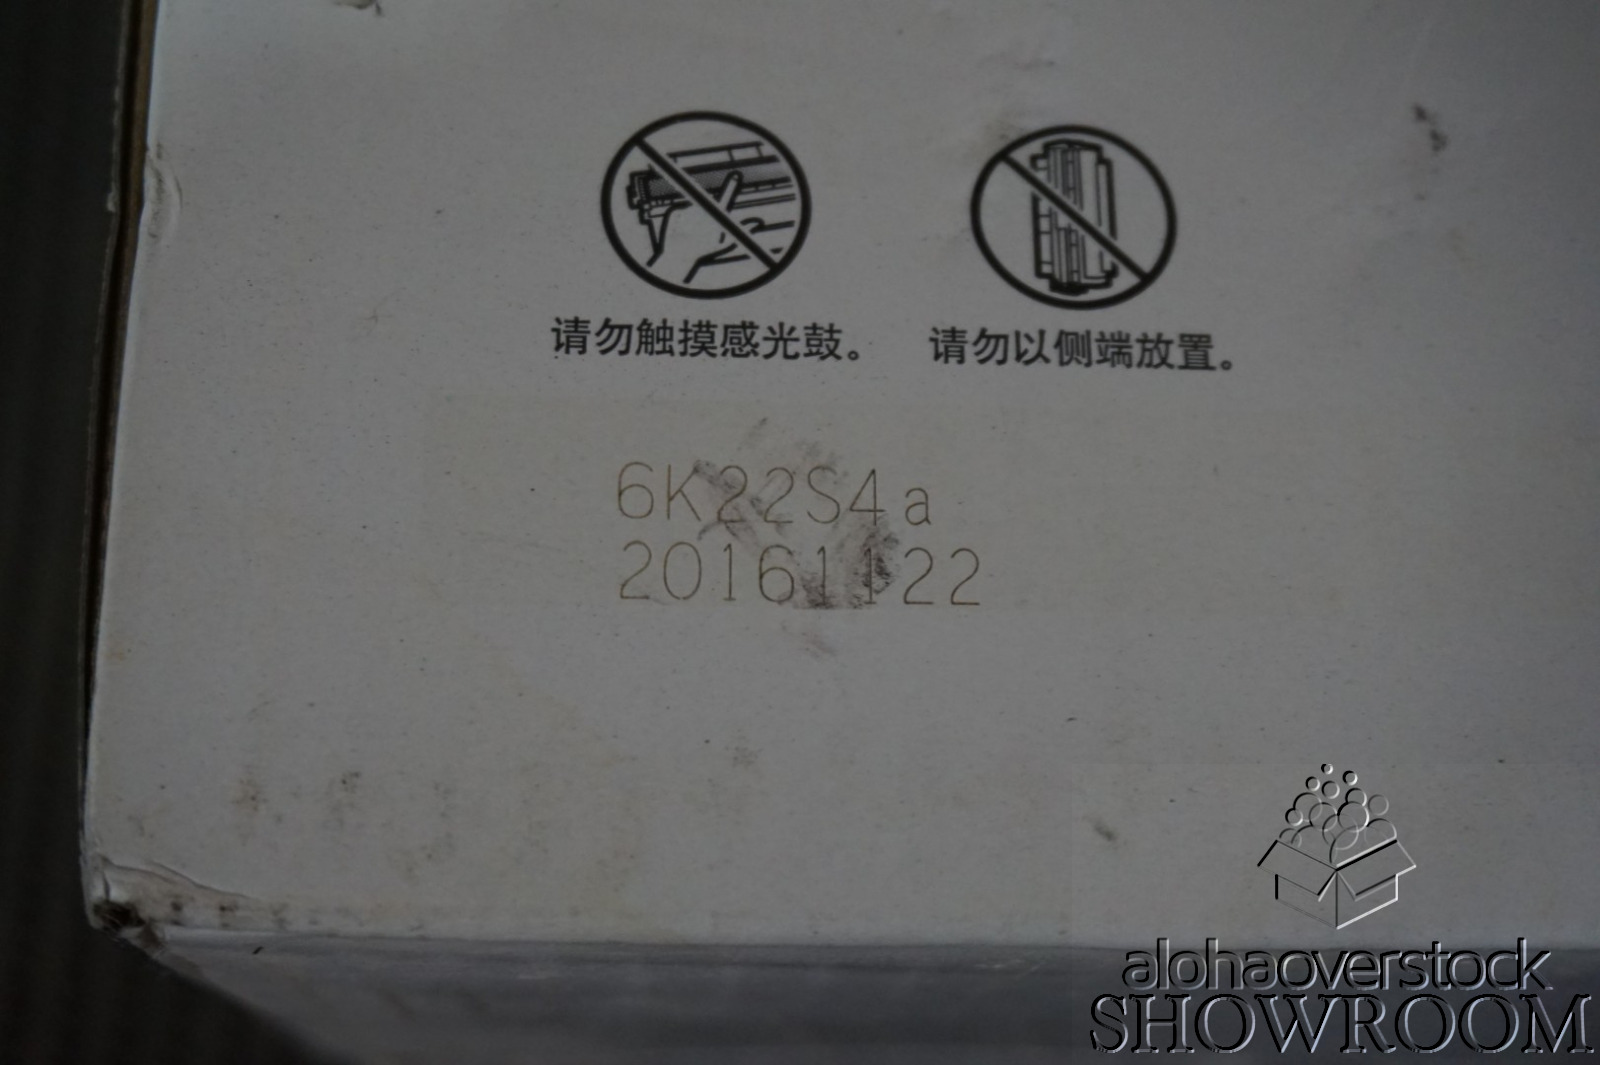 请勿触摸感光鼓。 请勿以侧端放置。
6K22S4a
20161122
alohaoverstock
SHOWROOM